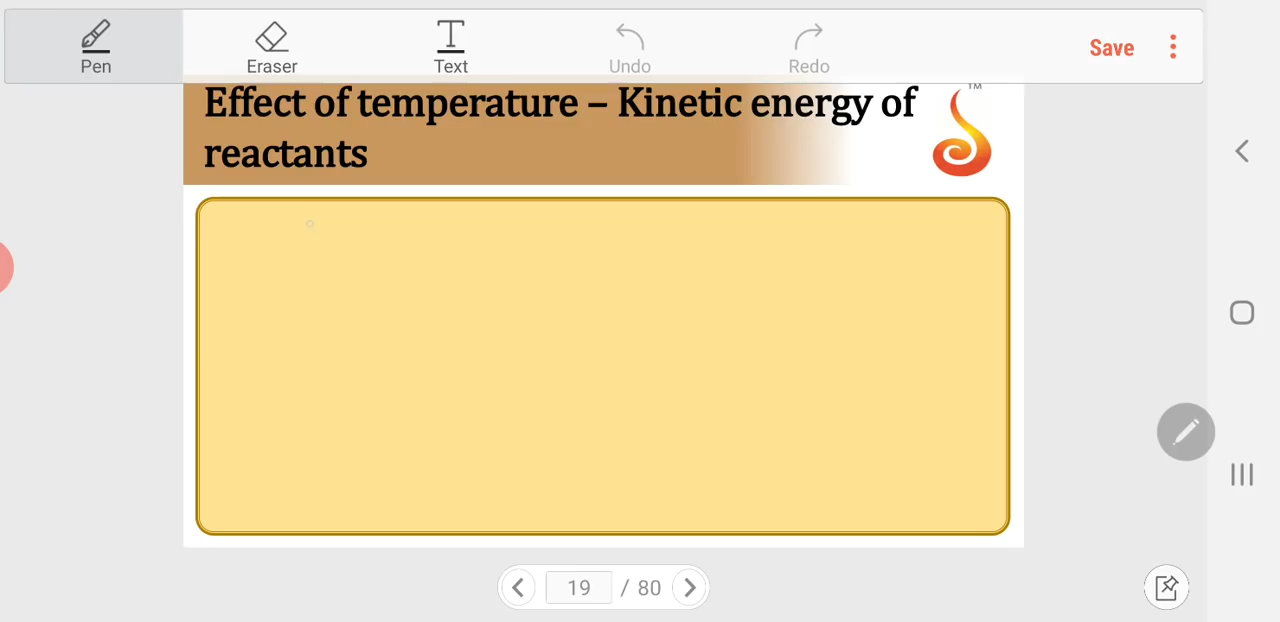 Pen
Eraser
Text
Undo
Redo
Save
Effect of temperature – Kinetic energy of
reactants
TM
19 / 80